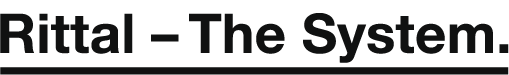 Rittal – The System.